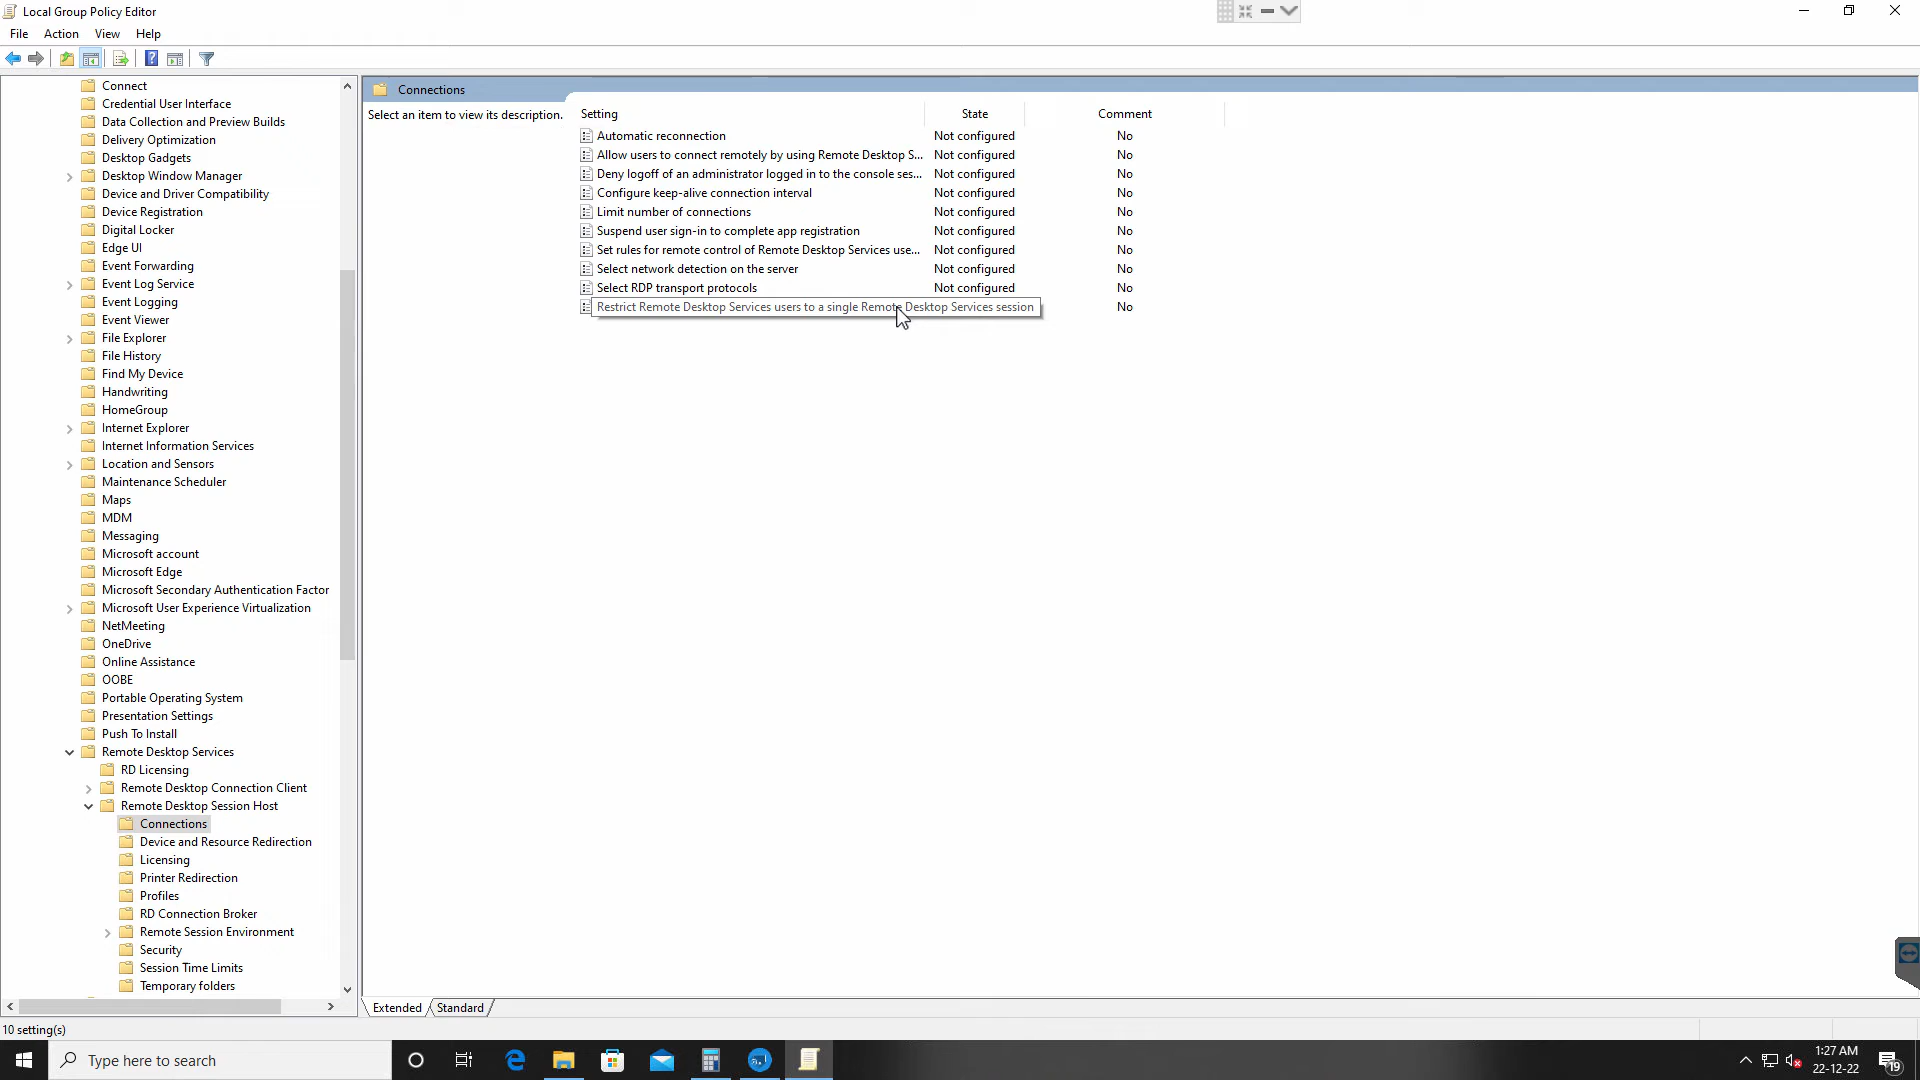 Local Group Policy Editor
File Action View Help
Connect
Credential User Interface
Data Collection and Preview Builds
Delivery Optimization
Desktop Gadgets
Desktop Window Manager
Device and Driver Compatibility
Device Registration
Digital Locker
Edge UI
Event Forwarding
Event Log Service
Event Logging
Event Viewer
File Explorer
File History
Find My Device
Handwriting
HomeGroup
Internet Explorer
Internet Information Services
Location and Sensors
Maintenance Scheduler
Maps
MDM
Messaging
Microsoft account
Microsoft Edge
Microsoft Secondary Authentication Factor
Microsoft User Experience Virtualization
NetMeeting
OneDrive
Online Assistance
OOBE
Portable Operating System
Presentation Settings
Push To Install
Remote Desktop Services
RD Licensing
Remote Desktop Connection Client
Remote Desktop Session Host
Connections
Device and Resource Redirection
Licensing
Printer Redirection
Profiles
RD Connection Broker
Remote Session Environment
Security
Session Time Limits
Temporary folders
Connections
Select an item to view its description.
Setting State Comment
Automatic reconnection Not configured No
Allow users to connect remotely by using Remote Desktop S... Not configured No
Deny logoff of an administrator logged in to the console ses... Not configured No
Configure keep-alive connection interval Not configured No
Limit number of connections Not configured No
Suspend user sign-in to complete app registration Not configured No
Set rules for remote control of Remote Desktop Services use... Not configured No
Select network detection on the server Not configured No
Select RDP transport protocols Not configured No
Restrict Remote Desktop Services users to a single Remote Desktop Services session No
Extended Standard
10 setting(s)
Type here to search
1:27 AM
22-12-22
19